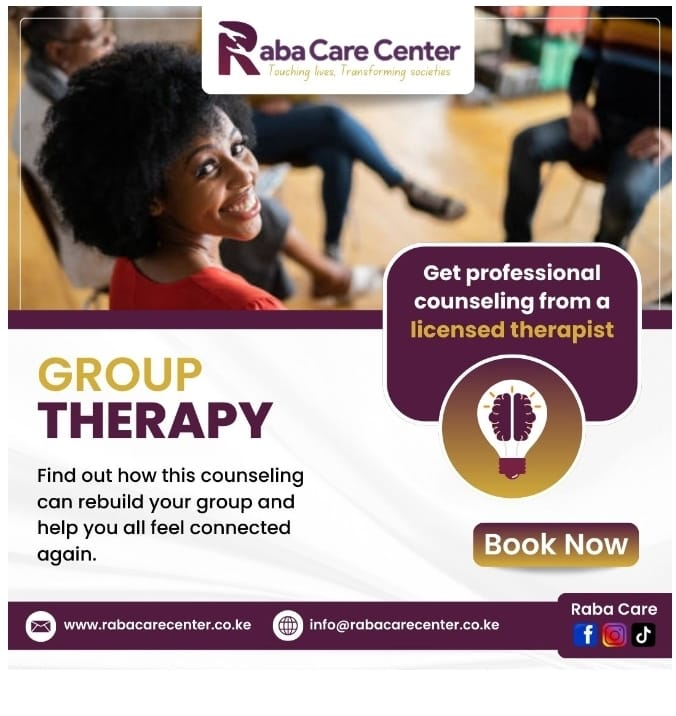 Raba Care Center
Touching lives, Transforming societies
Get professional
counseling from a
licensed therapist
GROUP
THERAPY
Find out how this counseling
can rebuild your group and
help you all feel connected
again.
Book Now
www.rabacarecenter.co.ke
info@rabacarecenter.co.ke
Raba Care